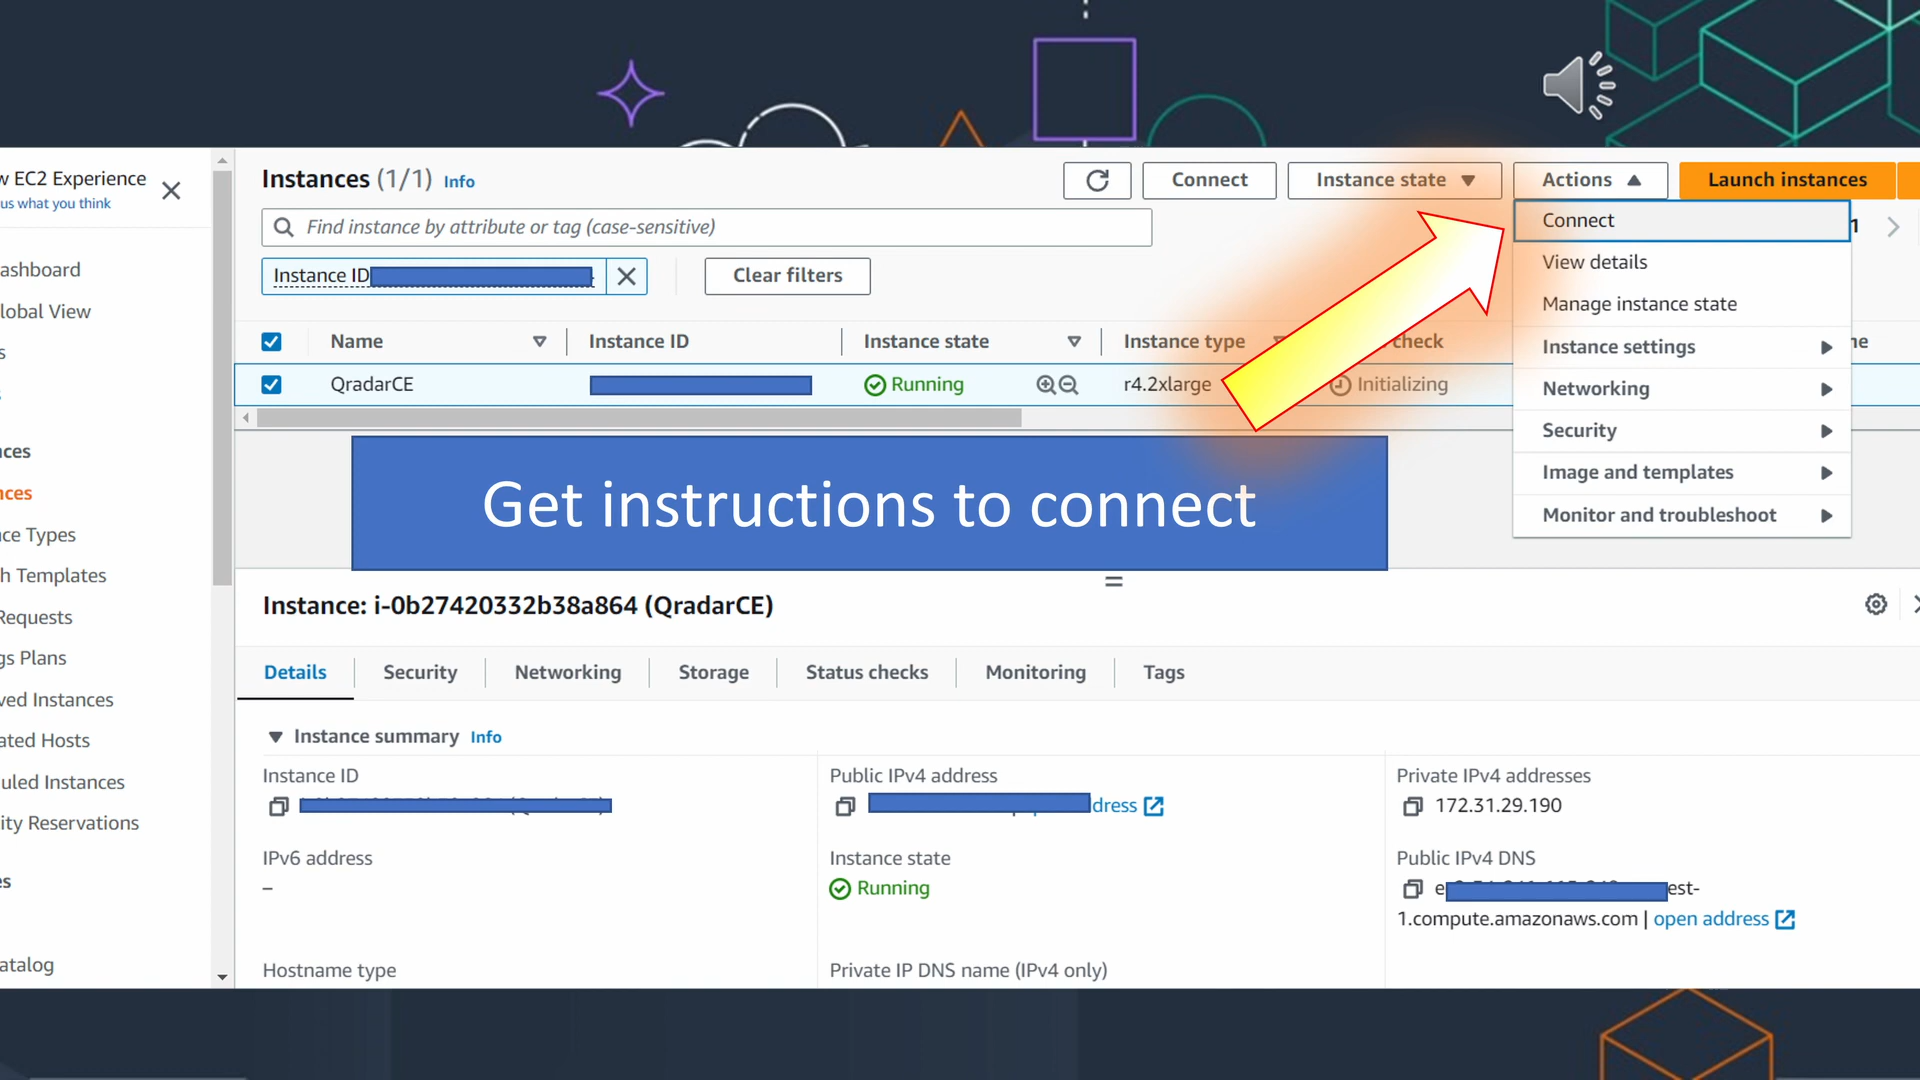 w EC2 Experience
us what you think
ashboard
lobal View
s
ces
nces
ce Types
h Templates
Requests
gs Plans
ved Instances
ated Hosts
uled Instances
ity Reservations
es
atalog
Instances (1/1) Info
Connect
Instance state
Actions
Launch instances
Find instance by attribute or tag (case-sensitive)
1
Instance ID
Clear filters
Connect
View details
Manage instance state
Instance settings
Networking
Security
Image and templates
Monitor and troubleshoot
Name Instance ID Instance state Instance type check ne
QradarCE Running r4.2xlarge Initializing
Get instructions to connect
Instance: i-0b27420332b38a864 (QradarCE)
Details Security Networking Storage Status checks Monitoring Tags
Instance summary Info
Instance ID
Public IPv4 address
dress
Private IPv4 addresses
172.31.29.190
IPv6 address
–
Instance state
Running
Public IPv4 DNS
e est-
1.compute.amazonaws.com | open address
Hostname type
Private IP DNS name (IPv4 only)